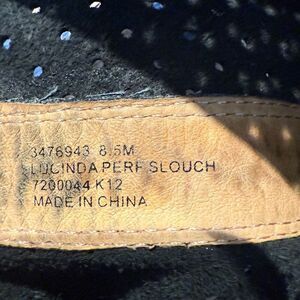 3476943 8.5M
LUCINDA PERF SLOUCH
7200044 K12
MADE IN CHINA